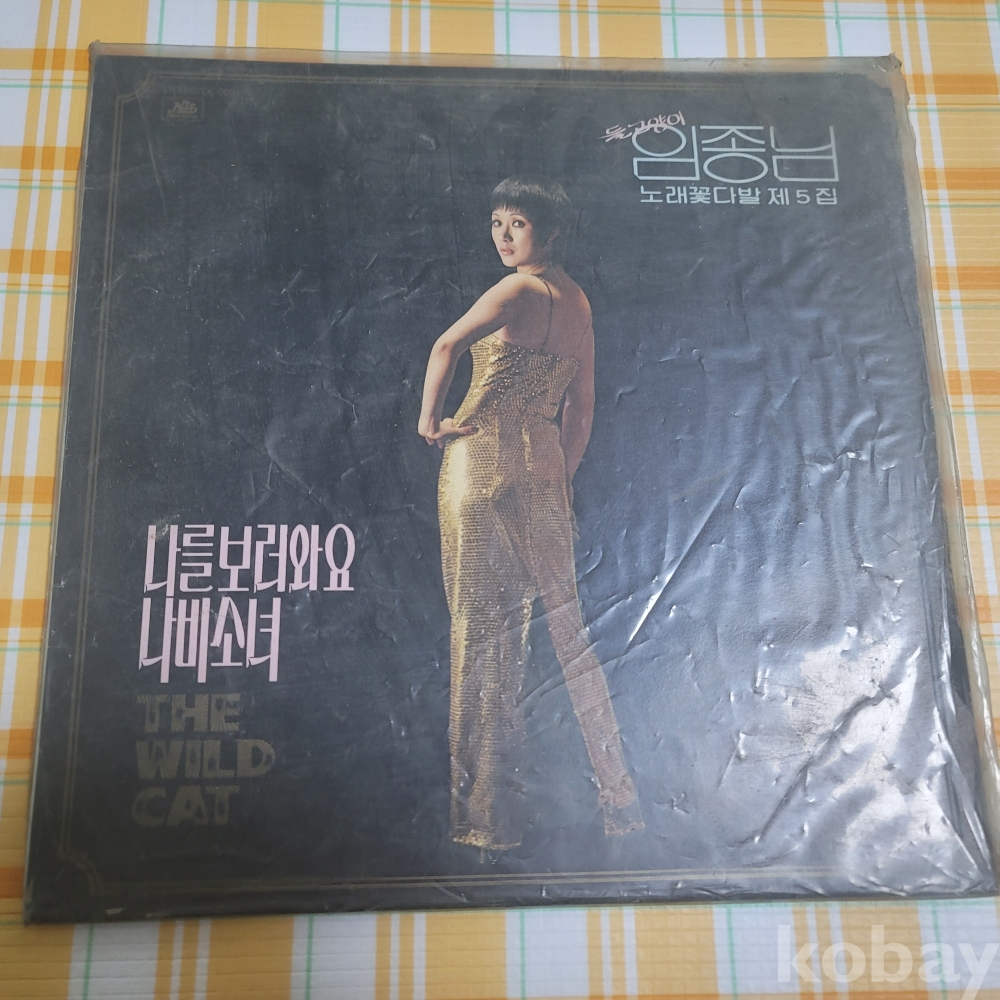 들고양이
임종님
노래꽃다발 제 5 집
나를보러와요
나비소녀
THE
WILD
CAT
kobay